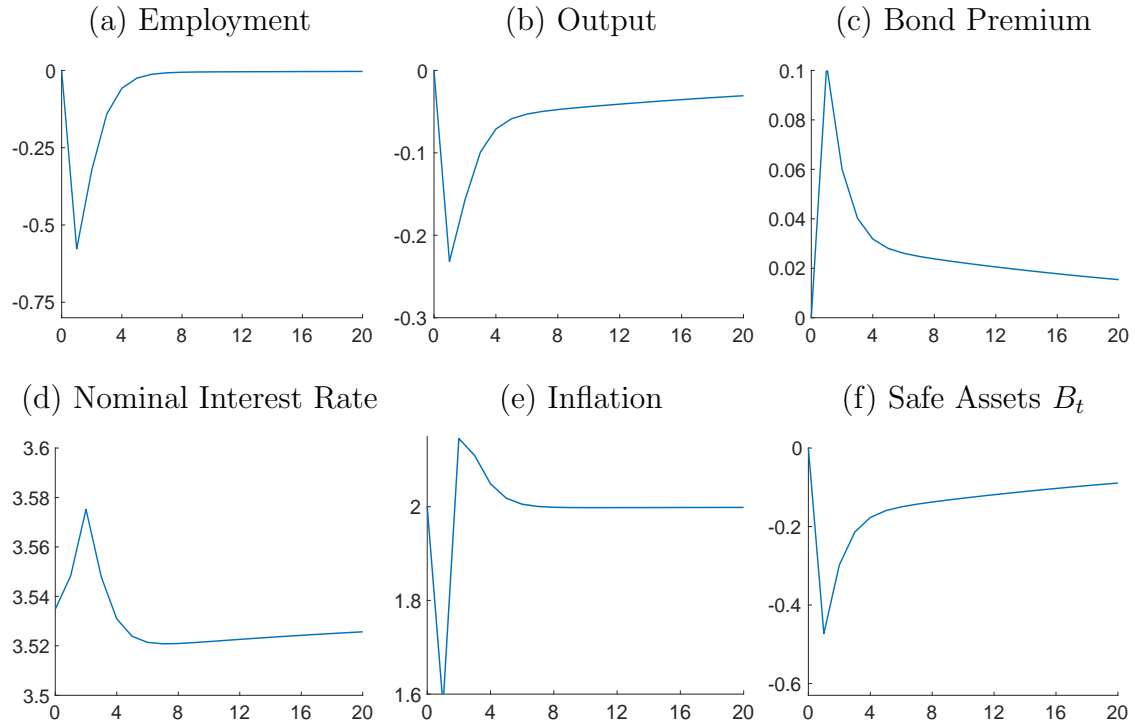 (a) Employment
(b) Output
(c) Bond Premium
0
-0.25
-0.5
-0.75
0 4 8 12 16 20
0
-0.1
-0.2
-0.3
0 4 8 12 16 20
0.1
0.08
0.06
0.04
0.02
0
0 4 8 12 16 20
(d) Nominal Interest Rate
(e) Inflation
(f) Safe Assets B_t
3.6
3.58
3.56
3.54
3.52
3.5
0 4 8 12 16 20
2
1.8
1.6
0 4 8 12 16 20
0
-0.2
-0.4
-0.6
0 4 8 12 16 20